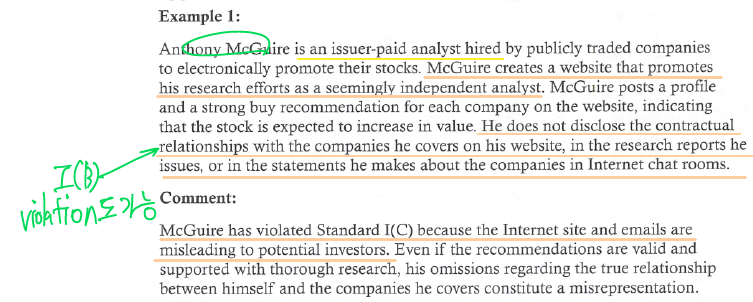 Example 1:
Anthony McGuire is an issuer-paid analyst hired by publicly traded companies
to electronically promote their stocks. McGuire creates a website that promotes
his research efforts as a seemingly independent analyst. McGuire posts a profile
and a strong buy recommendation for each company on the website, indicating
that the stock is expected to increase in value. He does not disclose the contractual
relationships with the companies he covers on his website, in the research reports he
issues, or in the statements he makes about the companies in Internet chat rooms.
I(B)
violation도 가능
Comment:
McGuire has violated Standard I(C) because the Internet site and emails are
misleading to potential investors. Even if the recommendations are valid and
supported with thorough research, his omissions regarding the true relationship
between himself and the companies he covers constitute a misrepresentation.